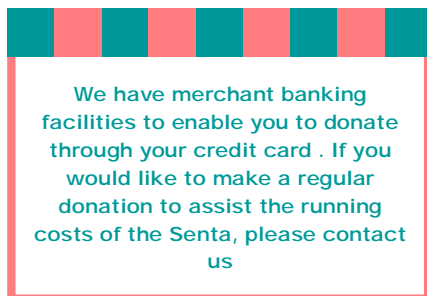 We have merchant banking
facilities to enable you to donate
through your credit card . If you
would like to make a regular
donation to assist the running
costs of the Senta, please contact
us